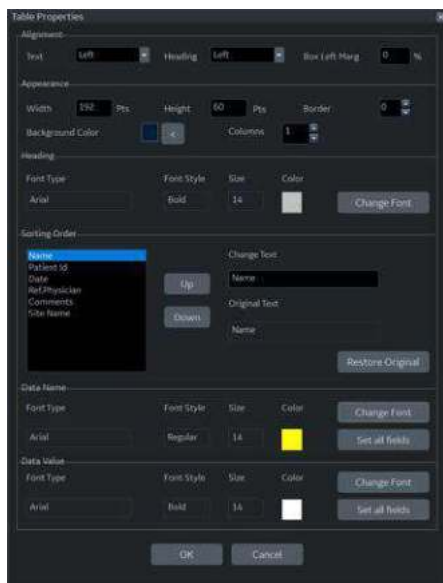 Table Properties
Alignment
Text Left Heading Left Box Left Marg 0 %
Appearance
Width 192 Pts Height 60 Pts Border 0
Background Color < Columns 1
Heading
Font Type Font Style Size Color
Arial Bold 14 Change Font
Sorting Order
Name
Patient Id
Date
Ref.Physician
Comments
Site Name
Up
Down
Change Text
Name
Original Text
Name
Restore Original
Data Name
Font Type Font Style Size Color Change Font
Arial Regular 14 Set all fields
Data Value
Font Type Font Style Size Color Change Font
Arial Bold 14 Set all fields
OK Cancel